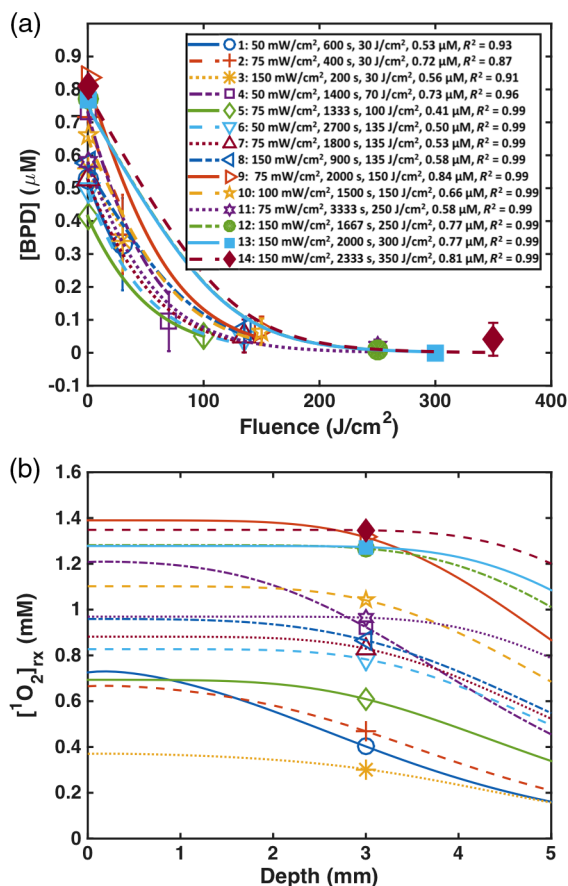 (a)
0.9
0.8
0.7
0.6
0.5
0.4
0.3
0.2
0.1
0
-0.1
[BPD] (μM)
1: 50 mW/cm², 600 s, 30 J/cm², 0.53 µM, R² = 0.93
2: 75 mW/cm², 400 s, 30 J/cm², 0.72 µM, R² = 0.87
3: 150 mW/cm², 200 s, 30 J/cm², 0.56 µM, R² = 0.91
4: 50 mW/cm², 1400 s, 70 J/cm², 0.73 µM, R² = 0.96
5: 75 mW/cm², 1333 s, 100 J/cm², 0.41 µM, R² = 0.99
6: 50 mW/cm², 2700 s, 135 J/cm², 0.50 µM, R² = 0.99
7: 75 mW/cm², 1800 s, 135 J/cm², 0.53 µM, R² = 0.99
8: 150 mW/cm², 900 s, 135 J/cm², 0.58 µM, R² = 0.99
9: 75 mW/cm², 2000 s, 150 J/cm², 0.84 µM, R² = 0.99
10: 100 mW/cm², 1500 s, 150 J/cm², 0.66 µM, R² = 0.99
11: 75 mW/cm², 3333 s, 250 J/cm², 0.58 µM, R² = 0.99
12: 150 mW/cm², 1667 s, 250 J/cm², 0.77 µM, R² = 0.99
13: 150 mW/cm², 2000 s, 300 J/cm², 0.77 µM, R² = 0.99
14: 150 mW/cm², 2333 s, 350 J/cm², 0.81 µM, R² = 0.99
0 100 200 300 400
Fluence (J/cm²)
(b)
1.6
1.4
1.2
1
0.8
0.6
0.4
0.2
0
[¹O₂]rx (mM)
0 1 2 3 4 5
Depth (mm)